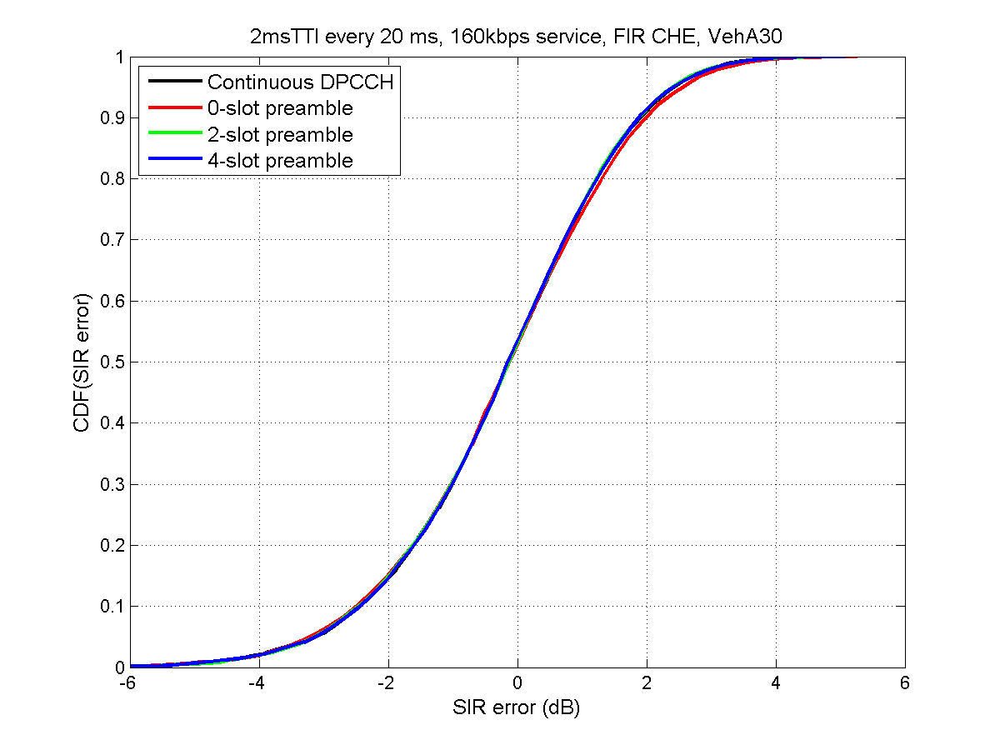 2msTTI every 20 ms, 160kbps service, FIR CHE, VehA30
Continuous DPCCH
0-slot preamble
2-slot preamble
4-slot preamble
1
0.9
0.8
0.7
0.6
0.5
0.4
0.3
0.2
0.1
0
CDF(SIR error)
-6
-4
-2
0
2
4
6
SIR error (dB)